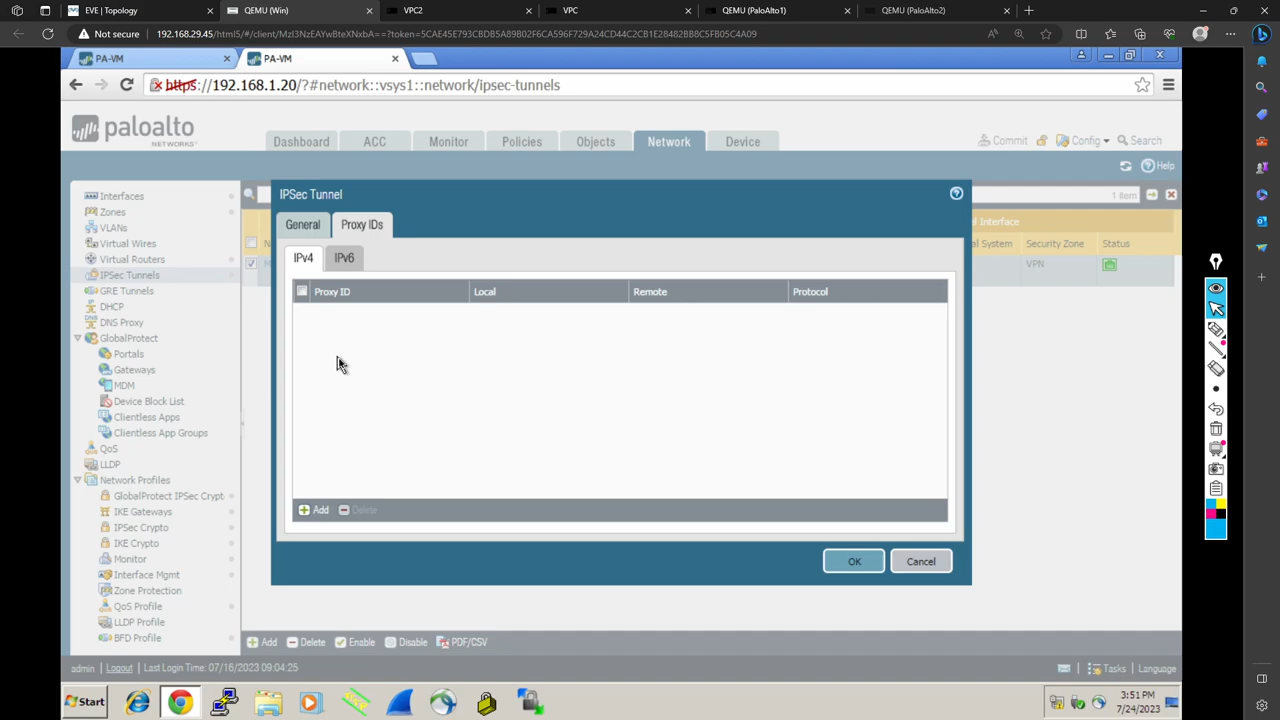 EVE | Topology
QEMU (Win)
VPC2
VPC
QEMU (PaloAlto1)
QEMU (PaloAlto2)
Not secure
192.168.29.45/html5/#/client/MzI3NzEAYwBteXNxbA==?token=5CAE45E793CBDB5A89B02F6CA596F729A24CD44C2CB1E28482BB8C5FB05C4A09
PA-VM
PA-VM
https://192.168.1.20/?#network::vsys1::network/ipsec-tunnels
paloalto
NETWORKS
Dashboard
ACC
Monitor
Policies
Objects
Network
Device
Commit
Config
Search
Help
Interfaces
Zones
VLANs
Virtual Wires
Virtual Routers
IPSec Tunnels
GRE Tunnels
DHCP
DNS Proxy
GlobalProtect
Portals
Gateways
MDM
Device Block List
Clientless Apps
Clientless App Groups
QoS
LLDP
Network Profiles
GlobalProtect IPSec Crypt
IKE Gateways
IPSec Crypto
IKE Crypto
Monitor
Interface Mgmt
Zone Protection
QoS Profile
LLDP Profile
BFD Profile
1 item
Interface
System
Security Zone
Status
VPN
IPSec Tunnel
General
Proxy IDs
IPv4
IPv6
Proxy ID
Local
Remote
Protocol
Add
Delete
OK
Cancel
Add
Delete
Enable
Disable
PDF/CSV
admin | Logout | Last Login Time: 07/16/2023 09:04:25
Tasks | Language
Start
3:51 PM
7/24/2023